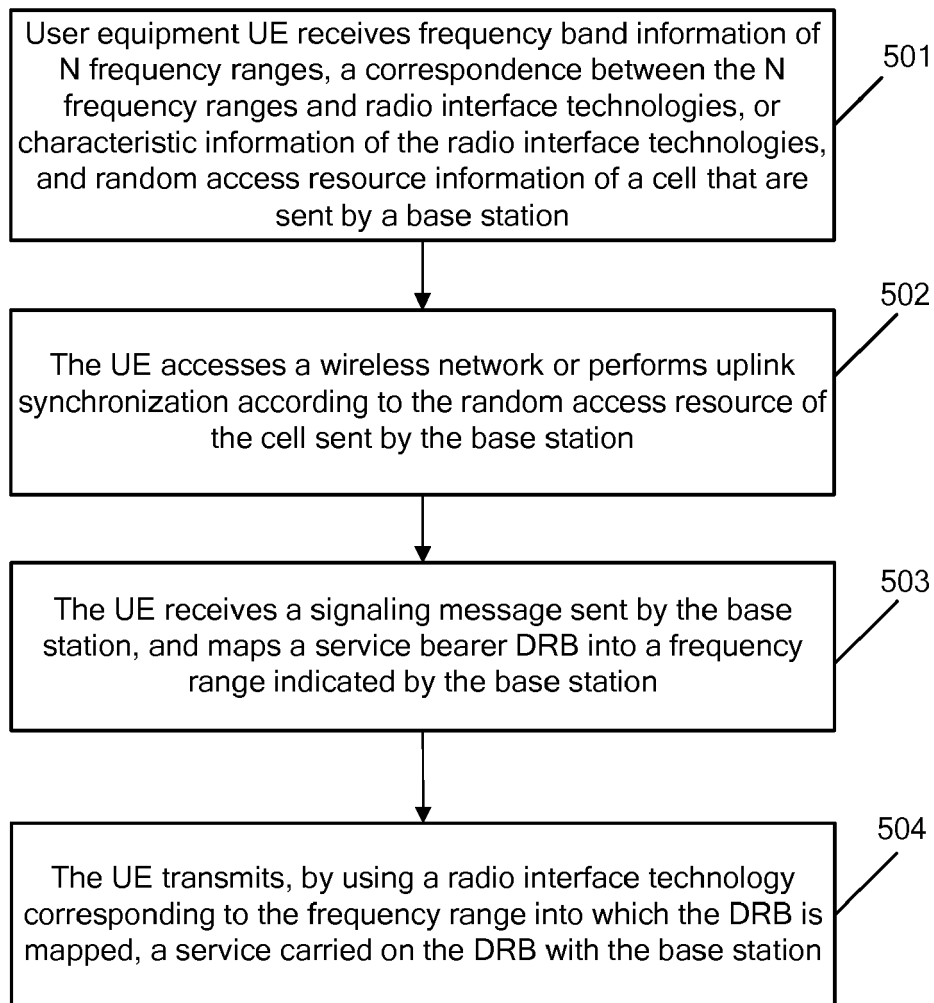 User equipment UE receives frequency band information of
N frequency ranges, a correspondence between the N
frequency ranges and radio interface technologies, or
characteristic information of the radio interface technologies,
and random access resource information of a cell that are
sent by a base station
501
The UE accesses a wireless network or performs uplink
synchronization according to the random access resource of
the cell sent by the base station
502
The UE receives a signaling message sent by the base
station, and maps a service bearer DRB into a frequency
range indicated by the base station
503
The UE transmits, by using a radio interface technology
corresponding to the frequency range into which the DRB is
mapped, a service carried on the DRB with the base station
504